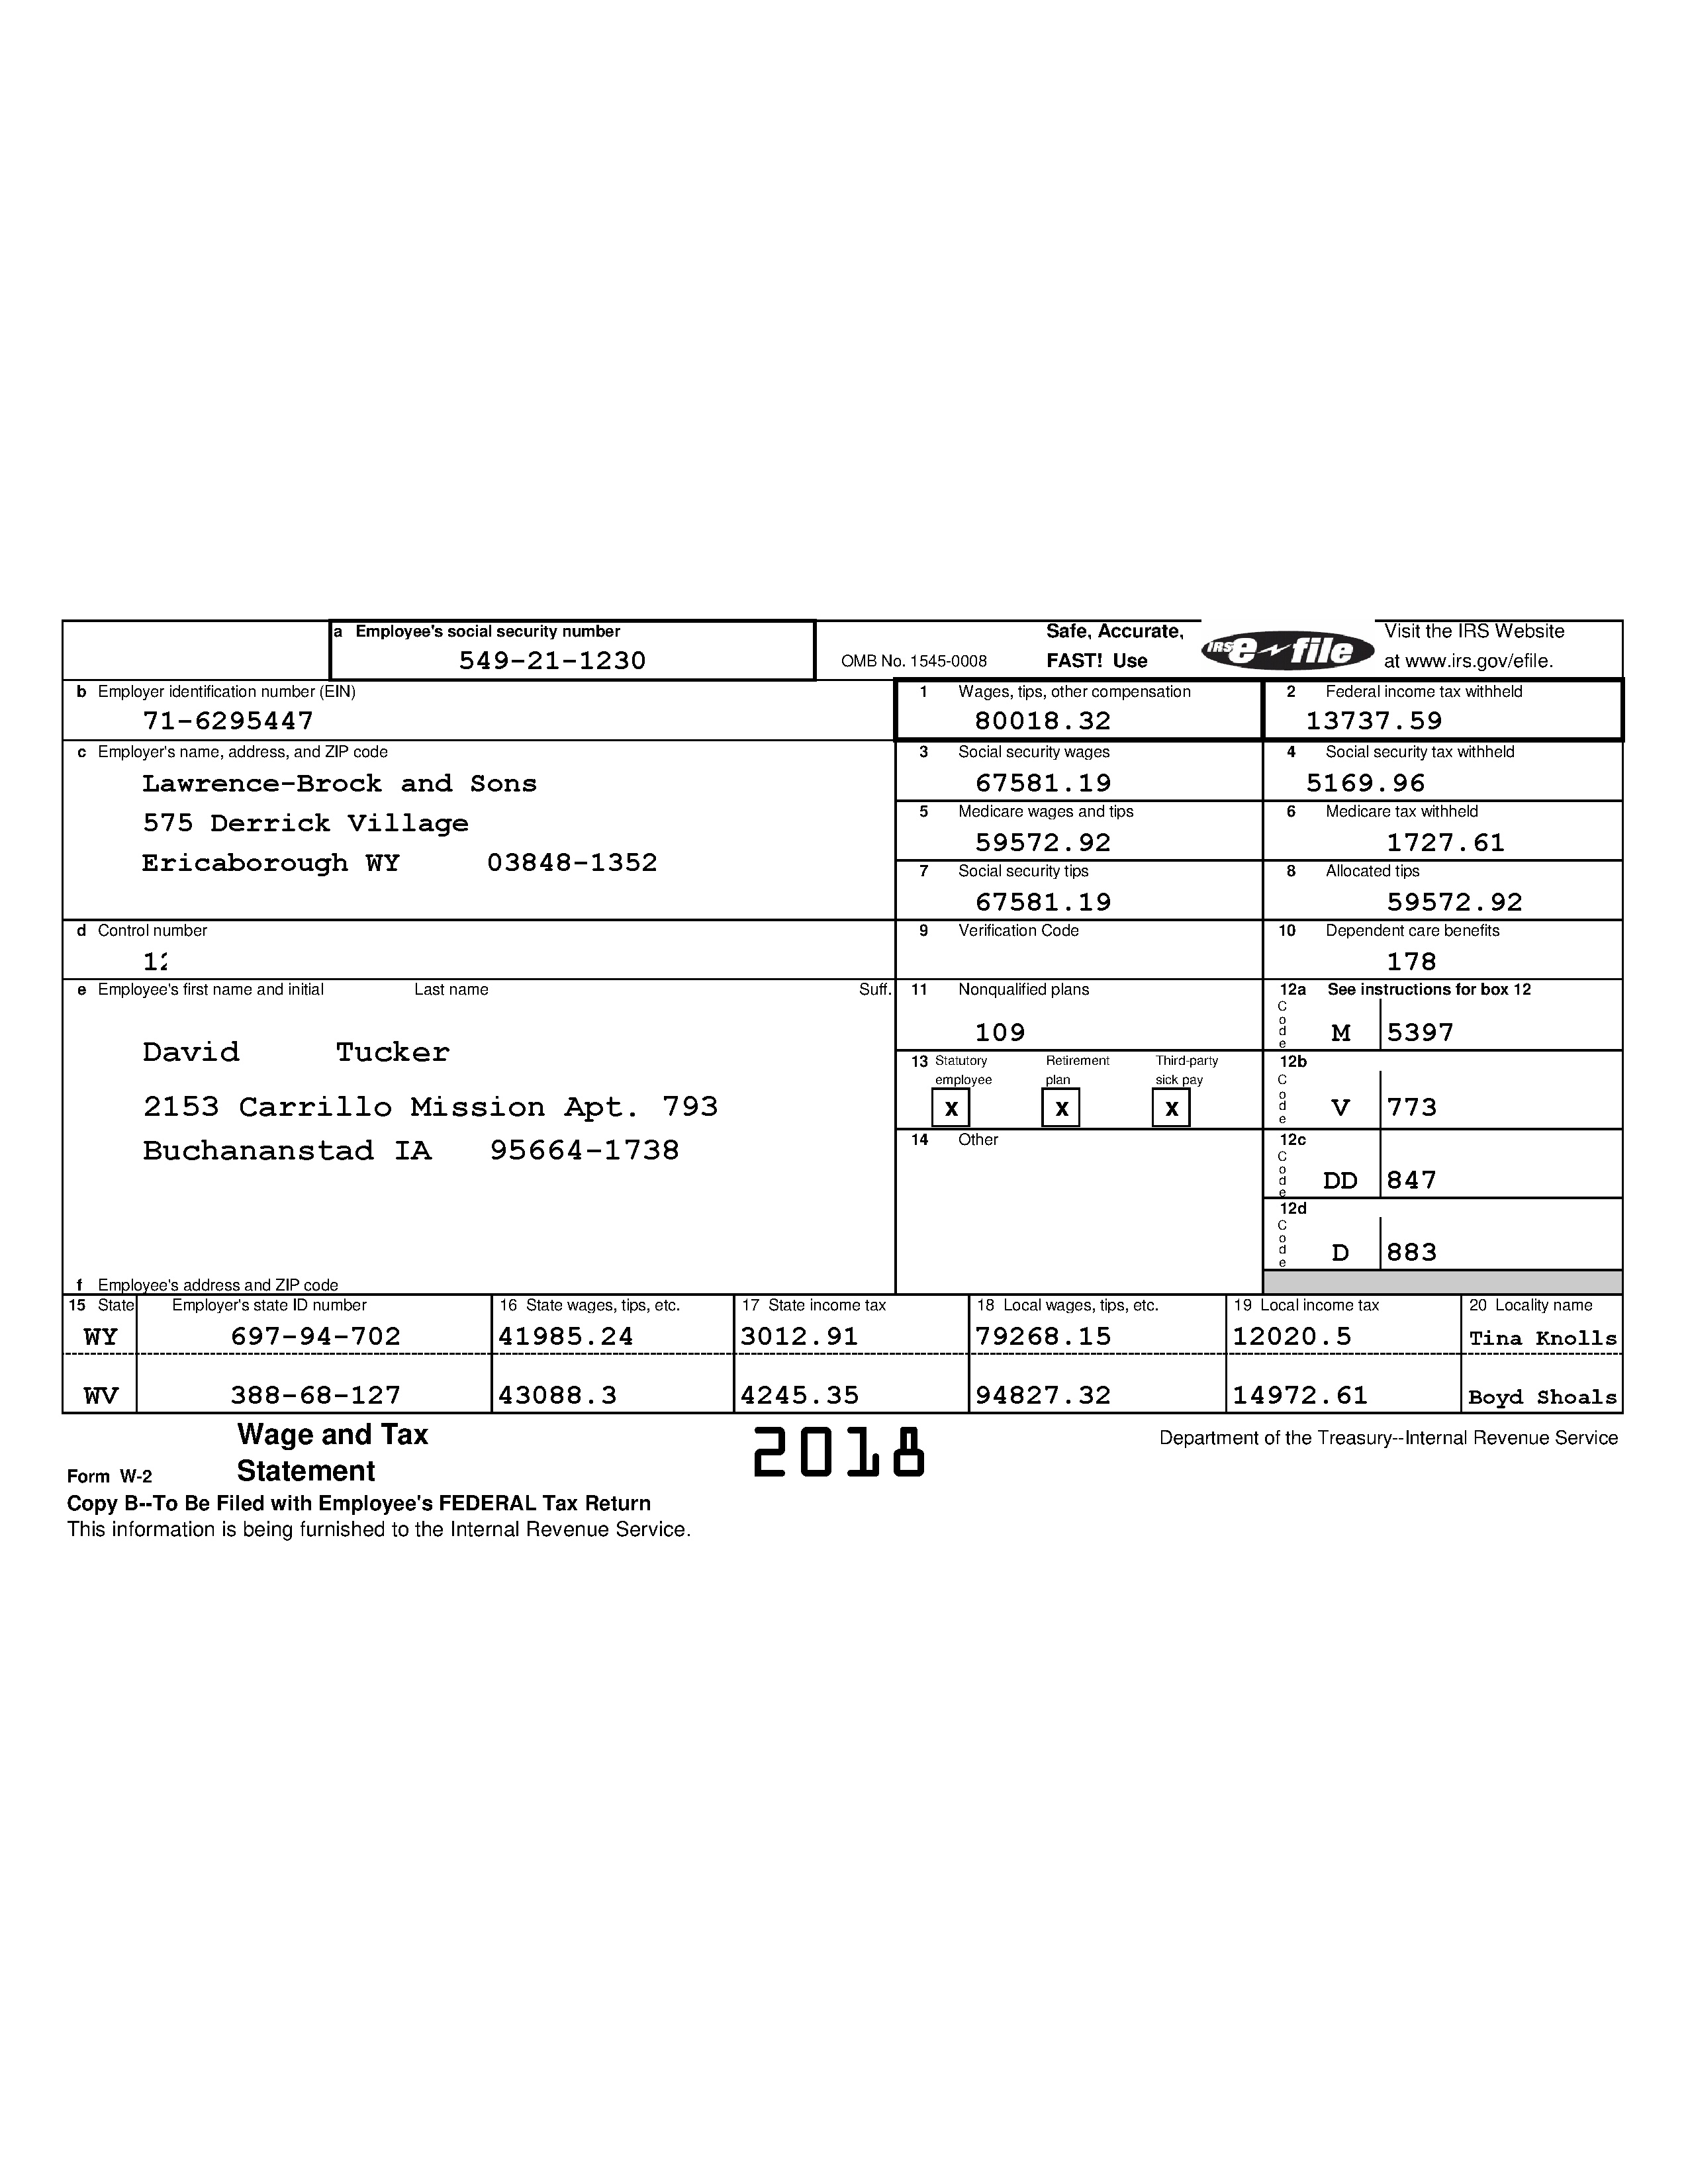 a Employee's social security number
549-21-1230
OMB No. 1545-0008
Safe, Accurate,
FAST! Use
IRS e file
Visit the IRS Website
at www.irs.gov/efile.
b Employer identification number (EIN)
71-6295447
1 Wages, tips, other compensation
80018.32
2 Federal income tax withheld
13737.59
c Employer's name, address, and ZIP code
Lawrence-Brock and Sons
575 Derrick Village
Ericaborough WY 03848-1352
3 Social security wages
67581.19
4 Social security tax withheld
5169.96
5 Medicare wages and tips
59572.92
6 Medicare tax withheld
1727.61
7 Social security tips
67581.19
8 Allocated tips
59572.92
d Control number
9 Verification Code
10 Dependent care benefits
178
e Employee's first name and initial Last name Suff.
David Tucker
2153 Carrillo Mission Apt. 793
Buchananstad IA 95664-1738
f Employee's address and ZIP code
11 Nonqualified plans
109
12a See instructions for box 12
Code M 5397
13 Statutory employee Retirement plan Third-party sick pay
X X X
12b
Code V 773
14 Other
12c
Code DD 847
12d
Code D 883
15 State Employer's state ID number 16 State wages, tips, etc. 17 State income tax 18 Local wages, tips, etc. 19 Local income tax 20 Locality name
WY 697-94-702 41985.24 3012.91 79268.15 12020.5 Tina Knolls
WV 388-68-127 43088.3 4245.35 94827.32 14972.61 Boyd Shoals
Form W-2
Wage and Tax
Statement
2018
Department of the Treasury--Internal Revenue Service
Copy B--To Be Filed with Employee's FEDERAL Tax Return
This information is being furnished to the Internal Revenue Service.